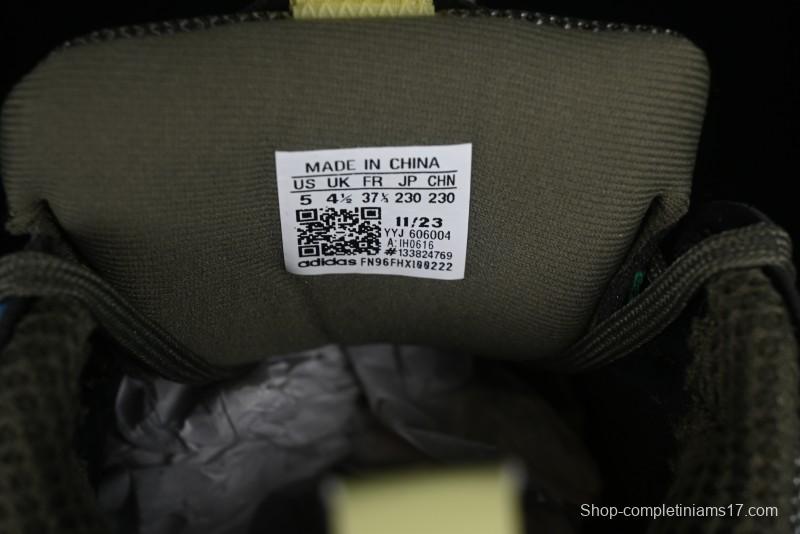 MADE IN CHINA
US UK FR JP CHN
5 4½ 37⅓ 230 230
11/23
YYJ 606004
A: IH0616
#133824769
adidas FN96FHXI00222
Shop-completiniams17.com